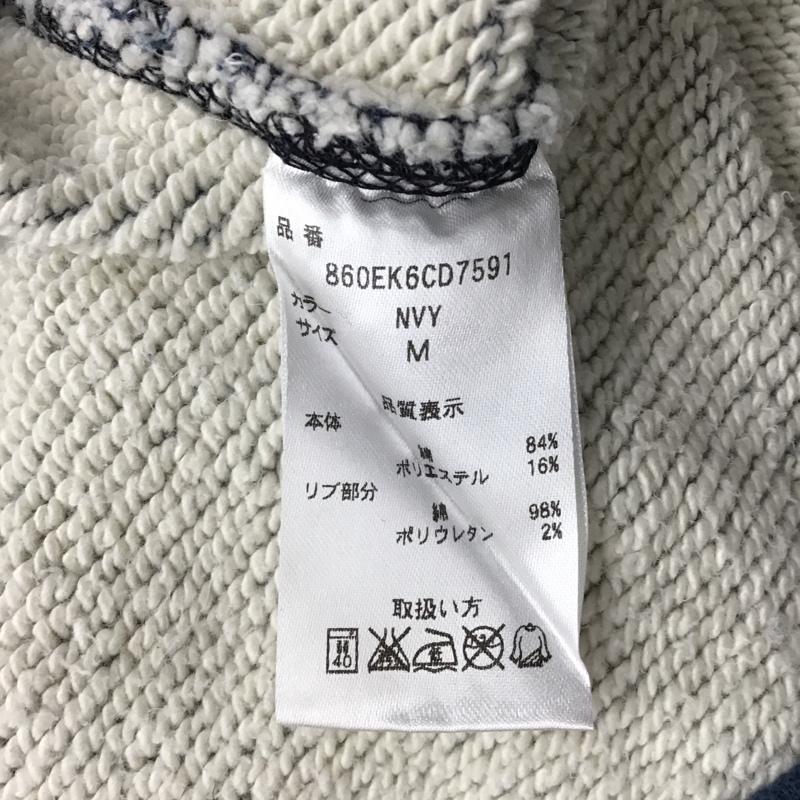 品番
860EK6CD7591
カラー NVY
サイズ M
品質表示
本体
綿 84%
ポリエステル 16%
リブ部分
綿 98%
ポリウレタン 2%
取扱い方
40